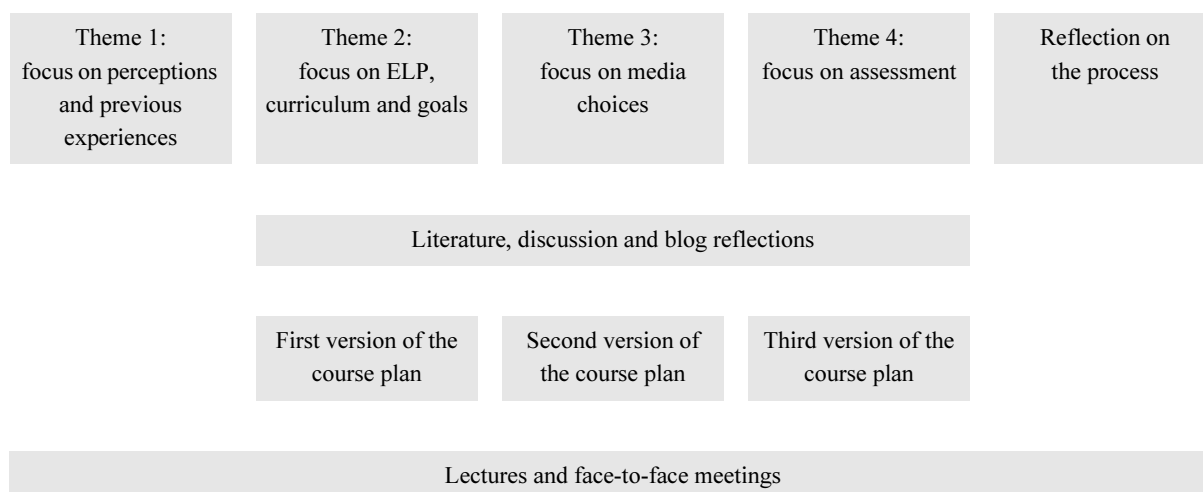 Theme 1:
focus on perceptions
and previous
experiences
Theme 2:
focus on ELP,
curriculum and goals
Theme 3:
focus on media
choices
Theme 4:
focus on assessment
Reflection on
the process
Literature, discussion and blog reflections
First version of the
course plan
Second version of
the course plan
Third version of the
course plan
Lectures and face-to-face meetings